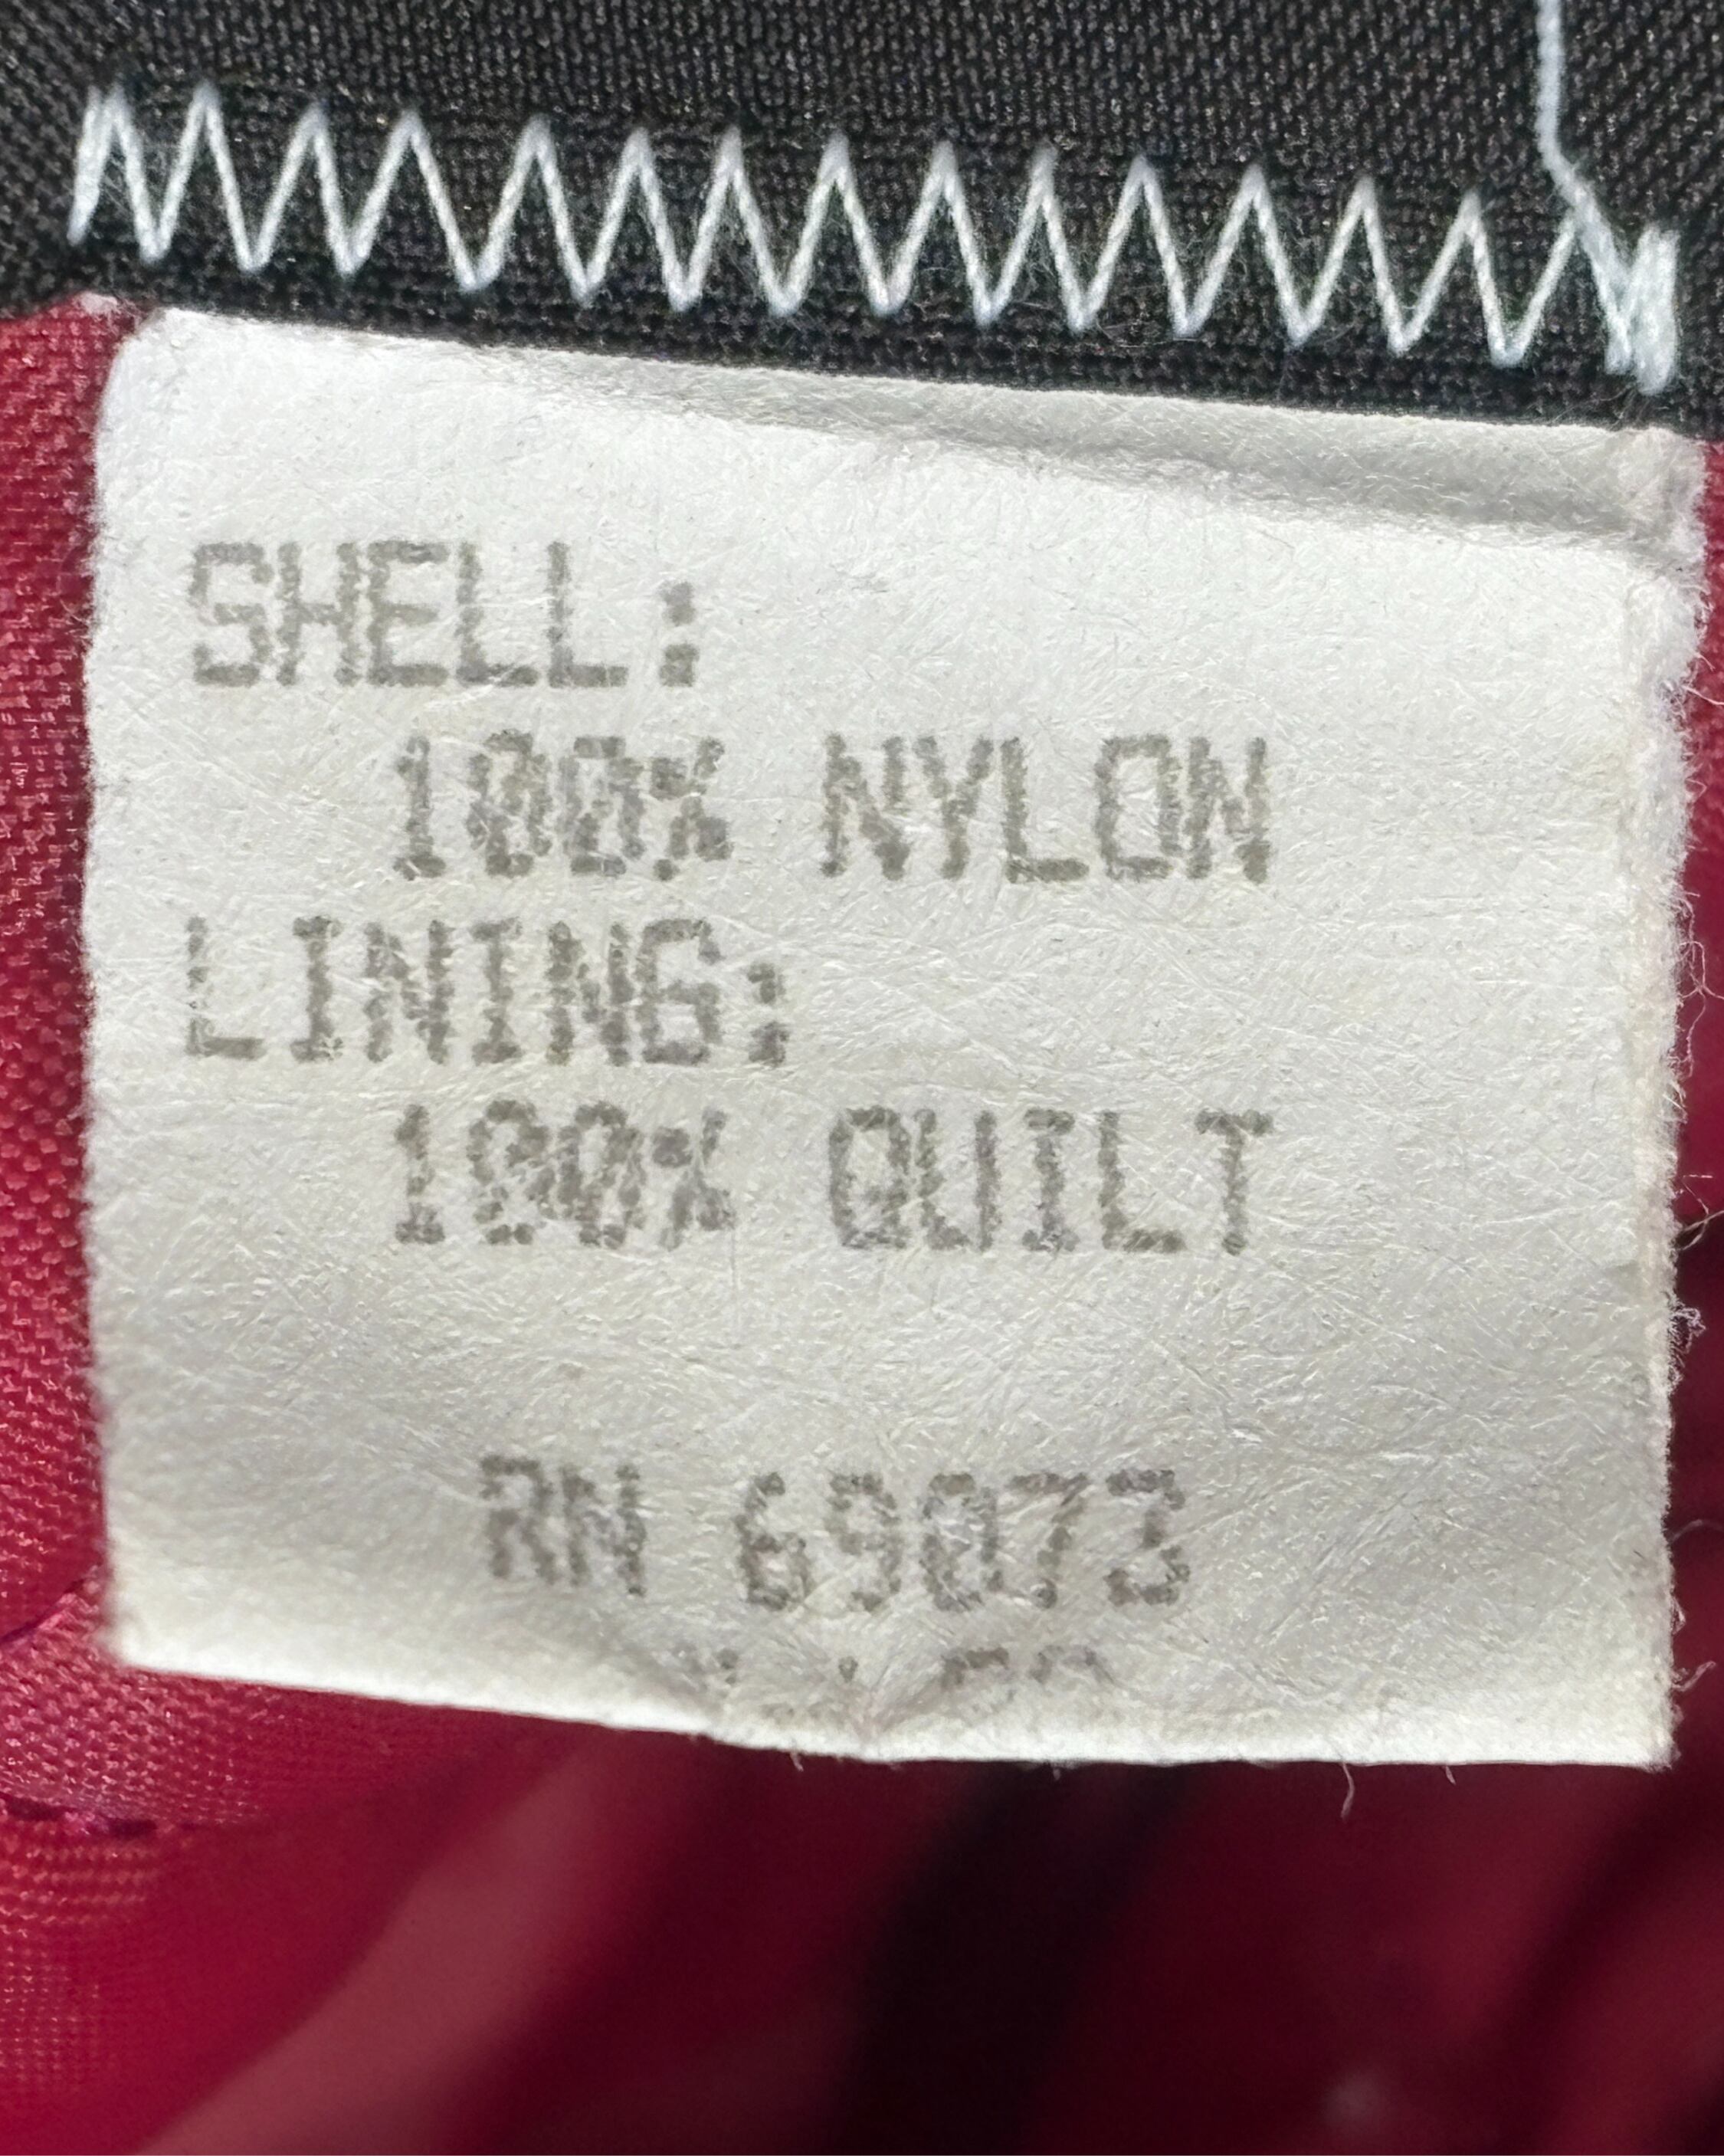 SHELL:
100% NYLON
LINING:
100% QUILT
RN 69073